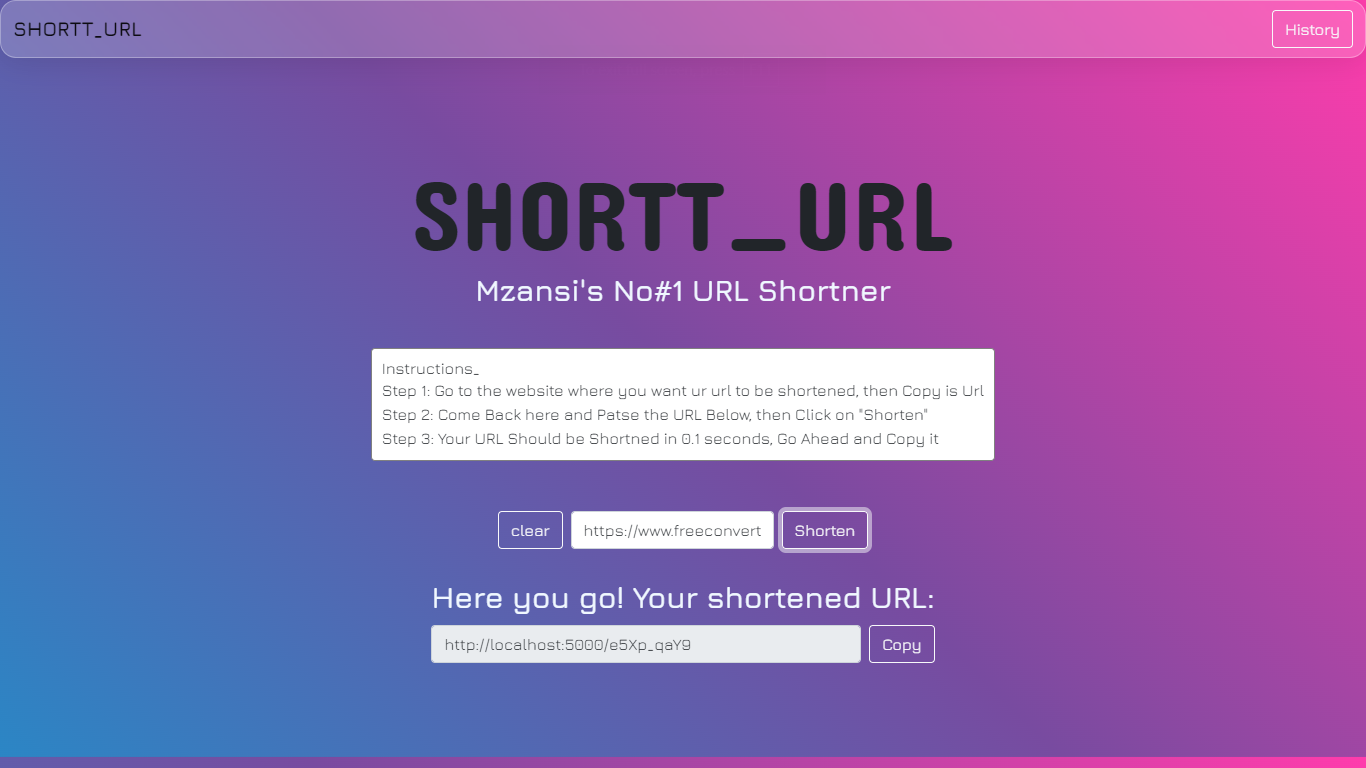 SHORTT_URL
History
SHORTT_URL
Mzansi's No#1 URL Shortner
Instructions_
Step 1: Go to the website where you want ur url to be shortened, then Copy is Url
Step 2: Come Back here and Patse the URL Below, then Click on "Shorten"
Step 3: Your URL Should be Shortned in 0.1 seconds, Go Ahead and Copy it
clear https://www.freeconvert Shorten
Here you go! Your shortened URL:
http://localhost:5000/e5Xp_qaY9 Copy